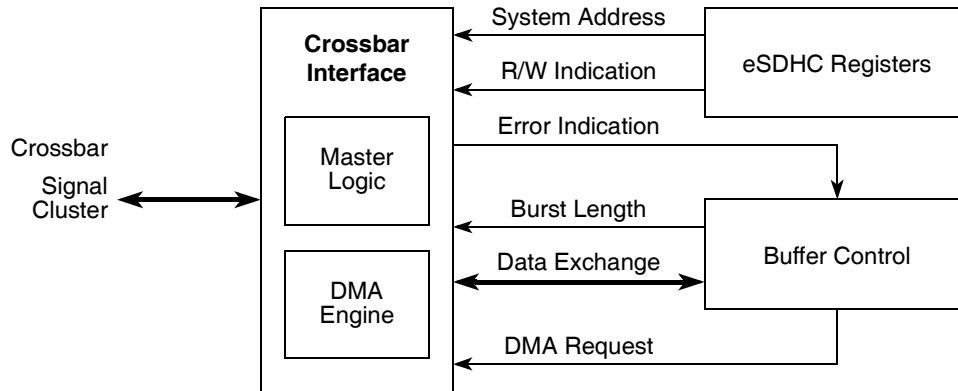 System Address
Crossbar
Interface
eSDHC Registers
R/W Indication
Error Indication
Crossbar
Signal
Cluster
Master
Logic
Burst Length
Buffer Control
Data Exchange
DMA
Engine
DMA Request